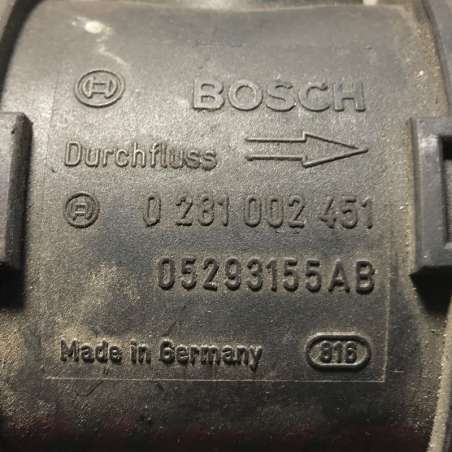 BOSCH
Durchfluss
0 281 002 451
05293155AB
Made in Germany 816